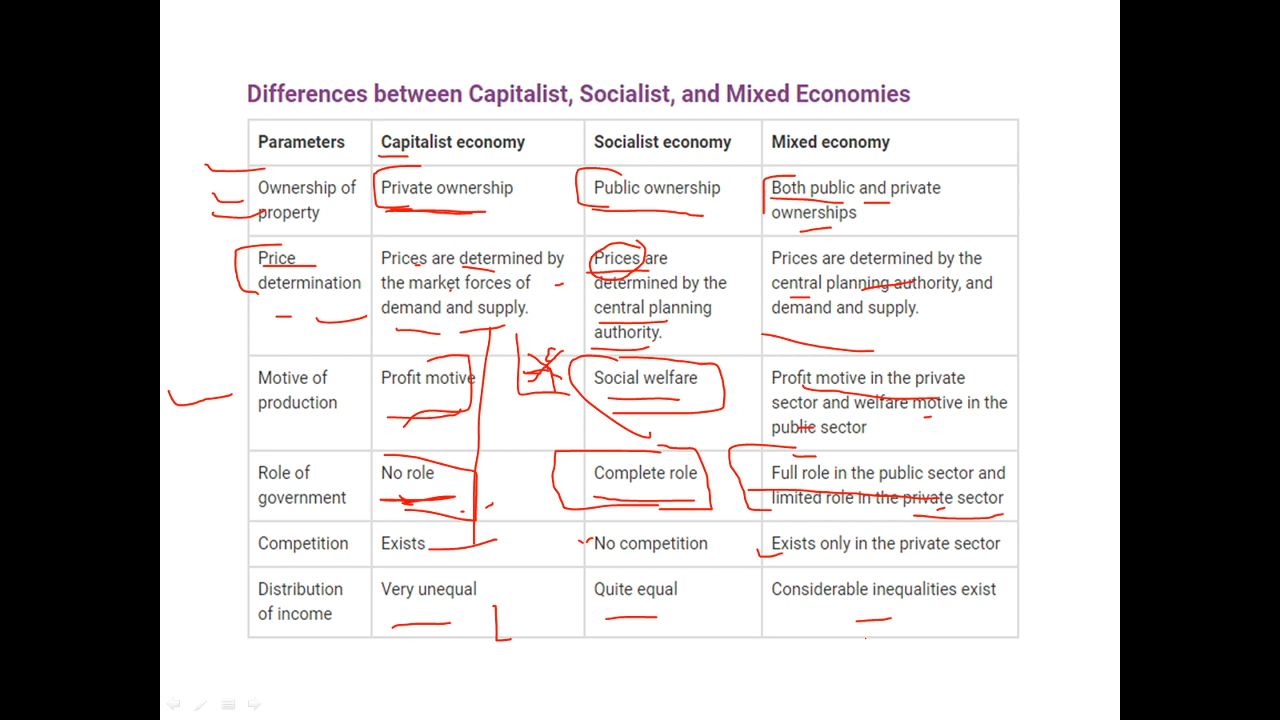 Differences between Capitalist, Socialist, and Mixed Economies
Parameters
Capitalist economy
Socialist economy
Mixed economy
Ownership of
property
Private ownership
Public ownership
Both public and private
ownerships
Price
determination
Prices are determined by
the market forces of
demand and supply.
Prices are
determined by the
central planning
authority.
Prices are determined by the
central planning authority, and
demand and supply.
Motive of
production
Profit motive
Social welfare
Profit motive in the private
sector and welfare motive in the
public sector
Role of
government
No role
Complete role
Full role in the public sector and
limited role in the private sector
Competition
Exists
No competition
Exists only in the private sector
Distribution
of income
Very unequal
Quite equal
Considerable inequalities exist